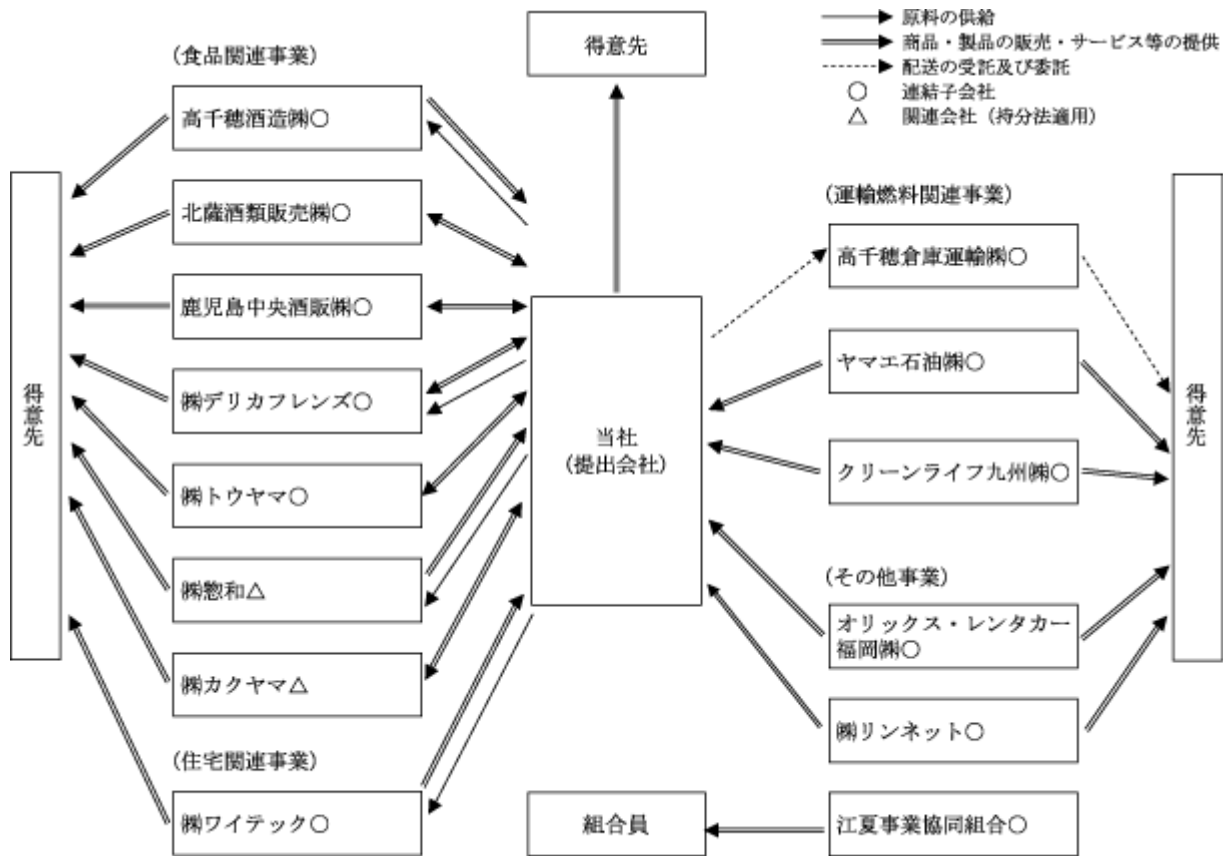 得意先
原料の供給
商品・製品の販売・サービス等の提供
配送の受託及び委託
○ 連結子会社
△ 関連会社（持分法適用）
(食品関連事業)
高千穂酒造㈱○
北薩酒類販売㈱○
鹿児島中央酒販㈱○
㈱デリカフレンズ○
㈱トウヤマ○
㈱惣和△
㈱カクヤマ△
(住宅関連事業)
㈱ワイテック○
得意先
当社
(提出会社)
(運輸燃料関連事業)
高千穂倉庫運輸㈱○
ヤマエ石油㈱○
クリーンライフ九州㈱○
(その他事業)
オリックス・レンタカー
福岡㈱○
㈱リンネット○
得意先
組合員
江夏事業協同組合○